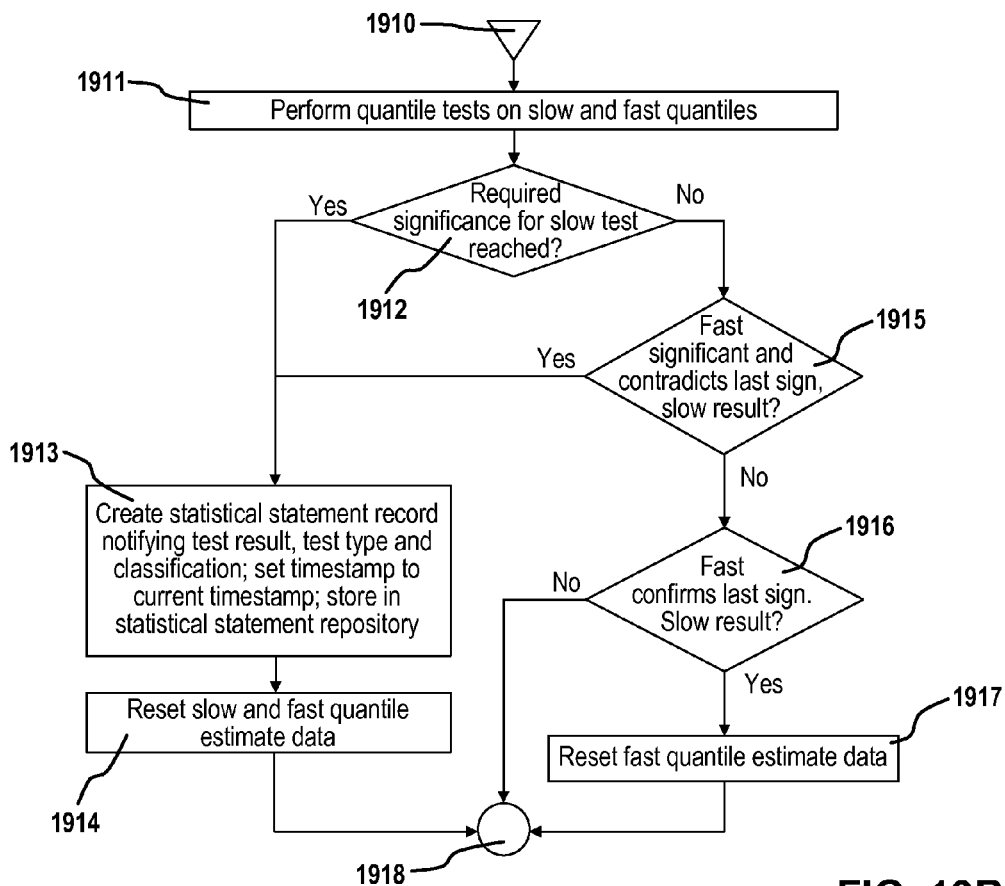 1910
1911
Perform quantile tests on slow and fast quantiles
Yes
Required
significance for slow test
reached?
No
1912
Fast
significant and
contradicts last sign,
slow result?
1915
Yes
No
1913
Create statistical statement record
notifying test result, test type and
classification; set timestamp to
current timestamp; store in
statistical statement repository
1916
Fast
confirms last sign.
Slow result?
No
Yes
Reset slow and fast quantile
estimate data
1914
1917
Reset fast quantile estimate data
1918